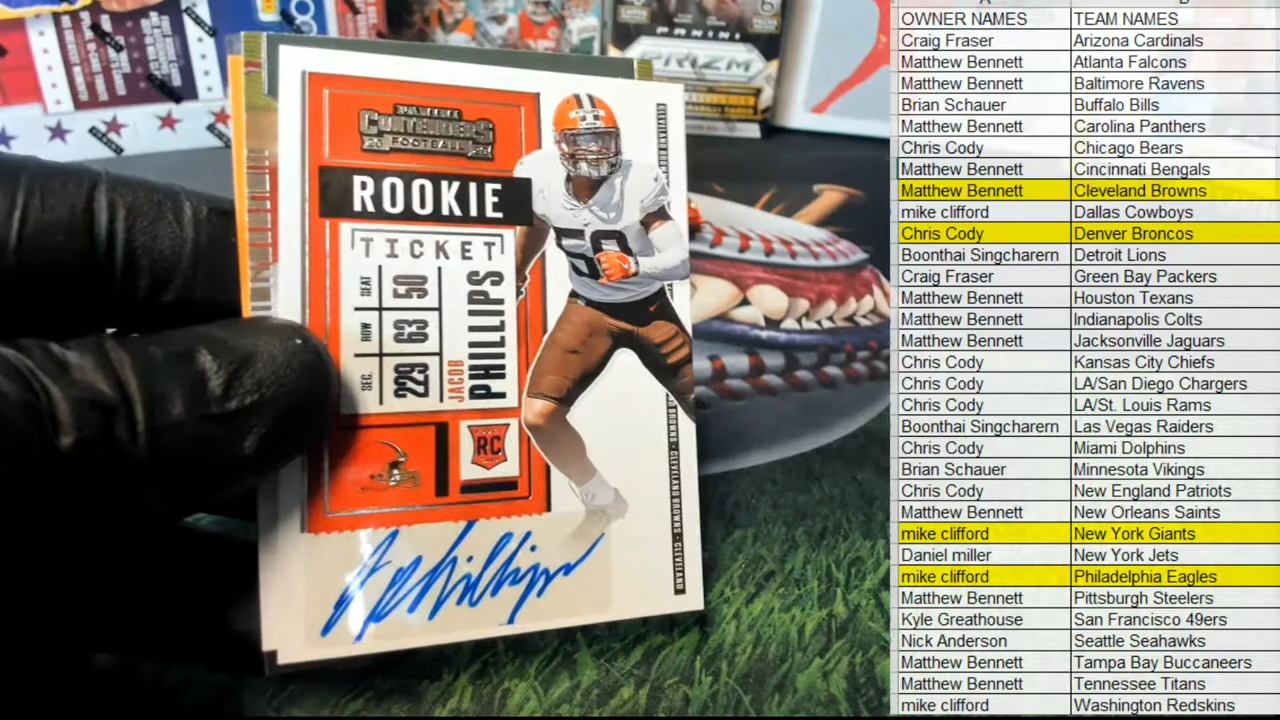 PRIZM
PANINI
CONTENDERS
FOOTBALL
ROOKIE
TICKET
SEAT 50
ROW 63
SEC. 229
JACOB
PHILLIPS
RC
50
CLEVELAND BROWNS - CLEVELAND
OWNER NAMES TEAM NAMES
Craig Fraser Arizona Cardinals
Matthew Bennett Atlanta Falcons
Matthew Bennett Baltimore Ravens
Brian Schauer Buffalo Bills
Matthew Bennett Carolina Panthers
Chris Cody Chicago Bears
Matthew Bennett Cincinnati Bengals
Matthew Bennett Cleveland Browns
mike clifford Dallas Cowboys
Chris Cody Denver Broncos
Boonthai Singcharern Detroit Lions
Craig Fraser Green Bay Packers
Matthew Bennett Houston Texans
Matthew Bennett Indianapolis Colts
Matthew Bennett Jacksonville Jaguars
Chris Cody Kansas City Chiefs
Chris Cody LA/San Diego Chargers
Chris Cody LA/St. Louis Rams
Boonthai Singcharern Las Vegas Raiders
Chris Cody Miami Dolphins
Brian Schauer Minnesota Vikings
Chris Cody New England Patriots
Matthew Bennett New Orleans Saints
mike clifford New York Giants
Daniel miller New York Jets
mike clifford Philadelphia Eagles
Matthew Bennett Pittsburgh Steelers
Kyle Greathouse San Francisco 49ers
Nick Anderson Seattle Seahawks
Matthew Bennett Tampa Bay Buccaneers
Matthew Bennett Tennessee Titans
mike clifford Washington Redskins